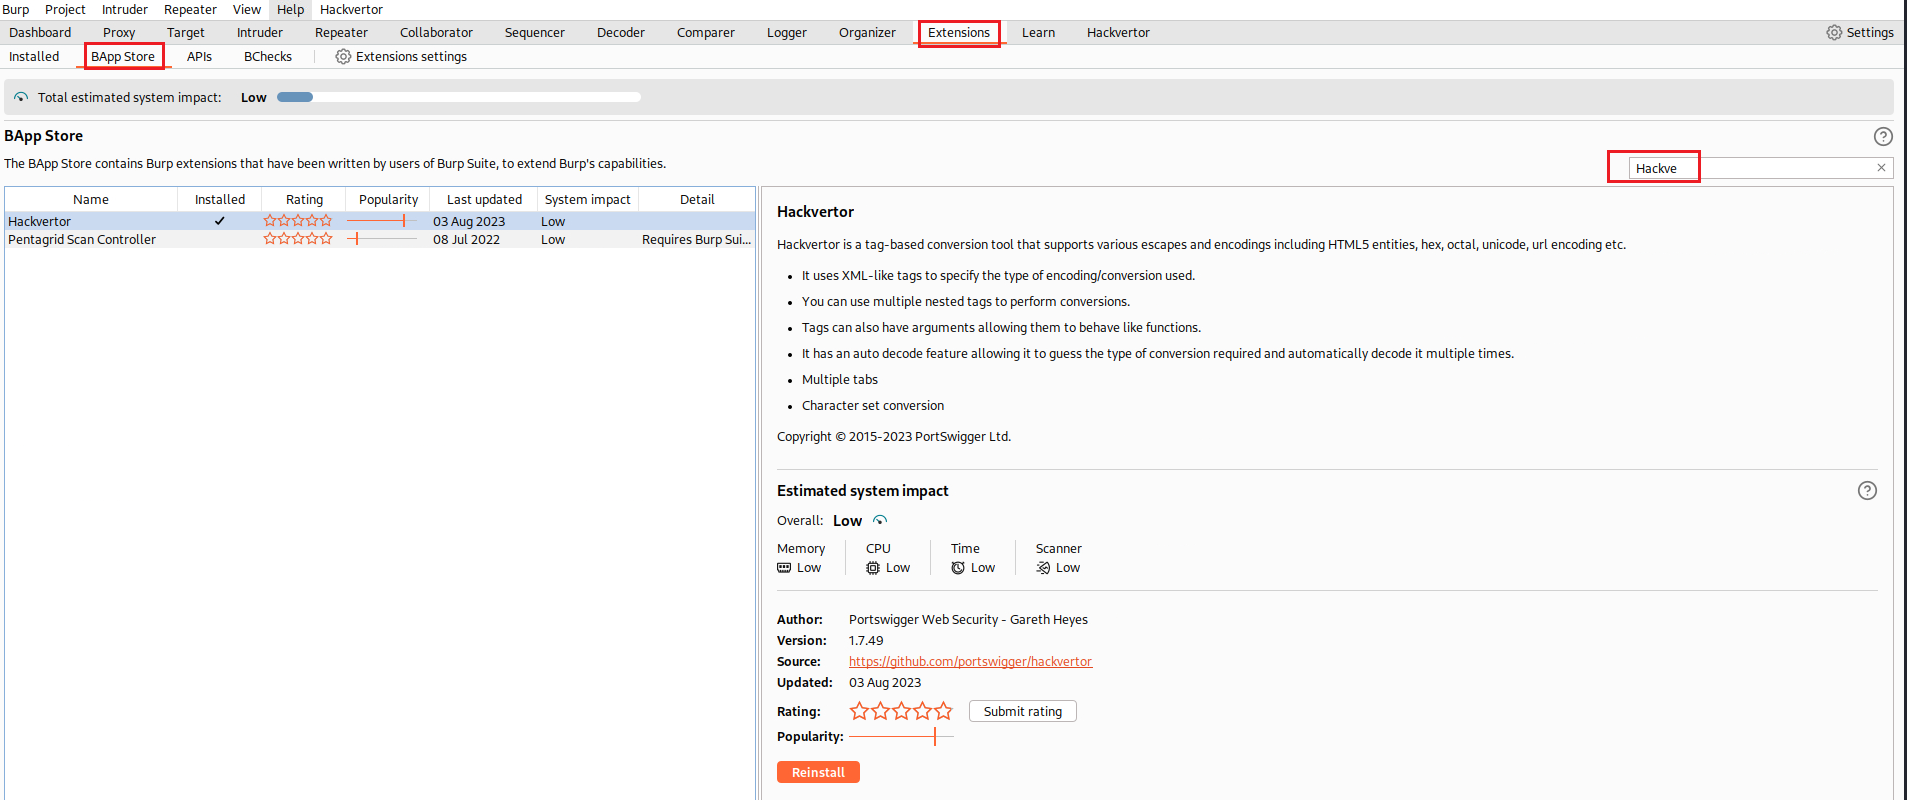 Burp Project Intruder Repeater View Help Hackvertor
Dashboard Proxy Target Intruder Repeater Collaborator Sequencer Decoder Comparer Logger Organizer Extensions Learn Hackvertor Settings
Installed BApp Store APIs BChecks Extensions settings
Total estimated system impact: Low
BApp Store
The BApp Store contains Burp extensions that have been written by users of Burp Suite, to extend Burp's capabilities.
Hackve
Name Installed Rating Popularity Last updated System impact Detail
Hackvertor 03 Aug 2023 Low
Pentagrid Scan Controller 08 Jul 2022 Low Requires Burp Sui...
Hackvertor
Hackvertor is a tag-based conversion tool that supports various escapes and encodings including HTML5 entities, hex, octal, unicode, url encoding etc.
• It uses XML-like tags to specify the type of encoding/conversion used.
• You can use multiple nested tags to perform conversions.
• Tags can also have arguments allowing them to behave like functions.
• It has an auto decode feature allowing it to guess the type of conversion required and automatically decode it multiple times.
• Multiple tabs
• Character set conversion
Copyright © 2015-2023 PortSwigger Ltd.
Estimated system impact
Overall: Low
Memory CPU Time Scanner
Low Low Low Low
Author: Portswigger Web Security - Gareth Heyes
Version: 1.7.49
Source: https://github.com/portswigger/hackvertor
Updated: 03 Aug 2023
Rating: Submit rating
Popularity:
Reinstall